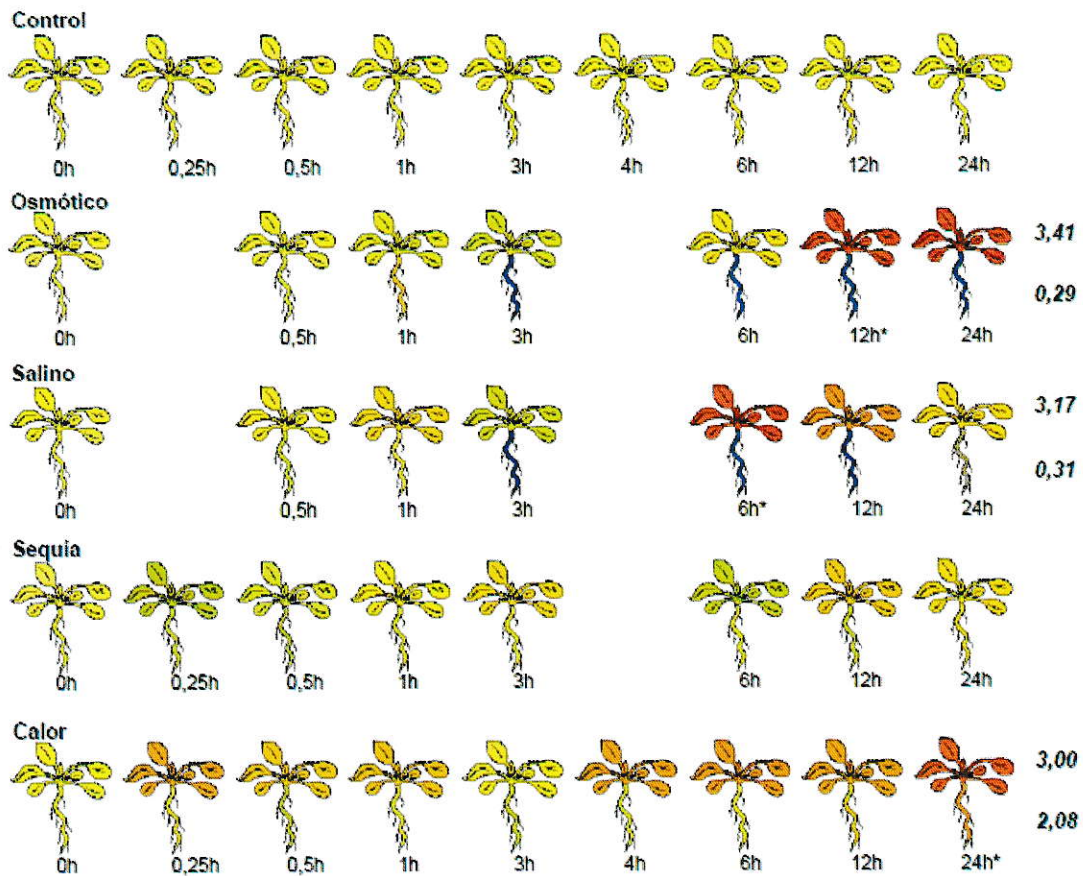 Control
0h 0,25h 0,5h 1h 3h 4h 6h 12h 24h
Osmótico
3,41
0,29
0h 0,5h 1h 3h 6h 12h* 24h
Salino
3,17
0,31
0h 0,5h 1h 3h 6h* 12h 24h
Sequía
0h 0,25h 0,5h 1h 3h 6h 12h 24h
Calor
3,00
2,08
0h 0,25h 0,5h 1h 3h 4h 6h 12h 24h*